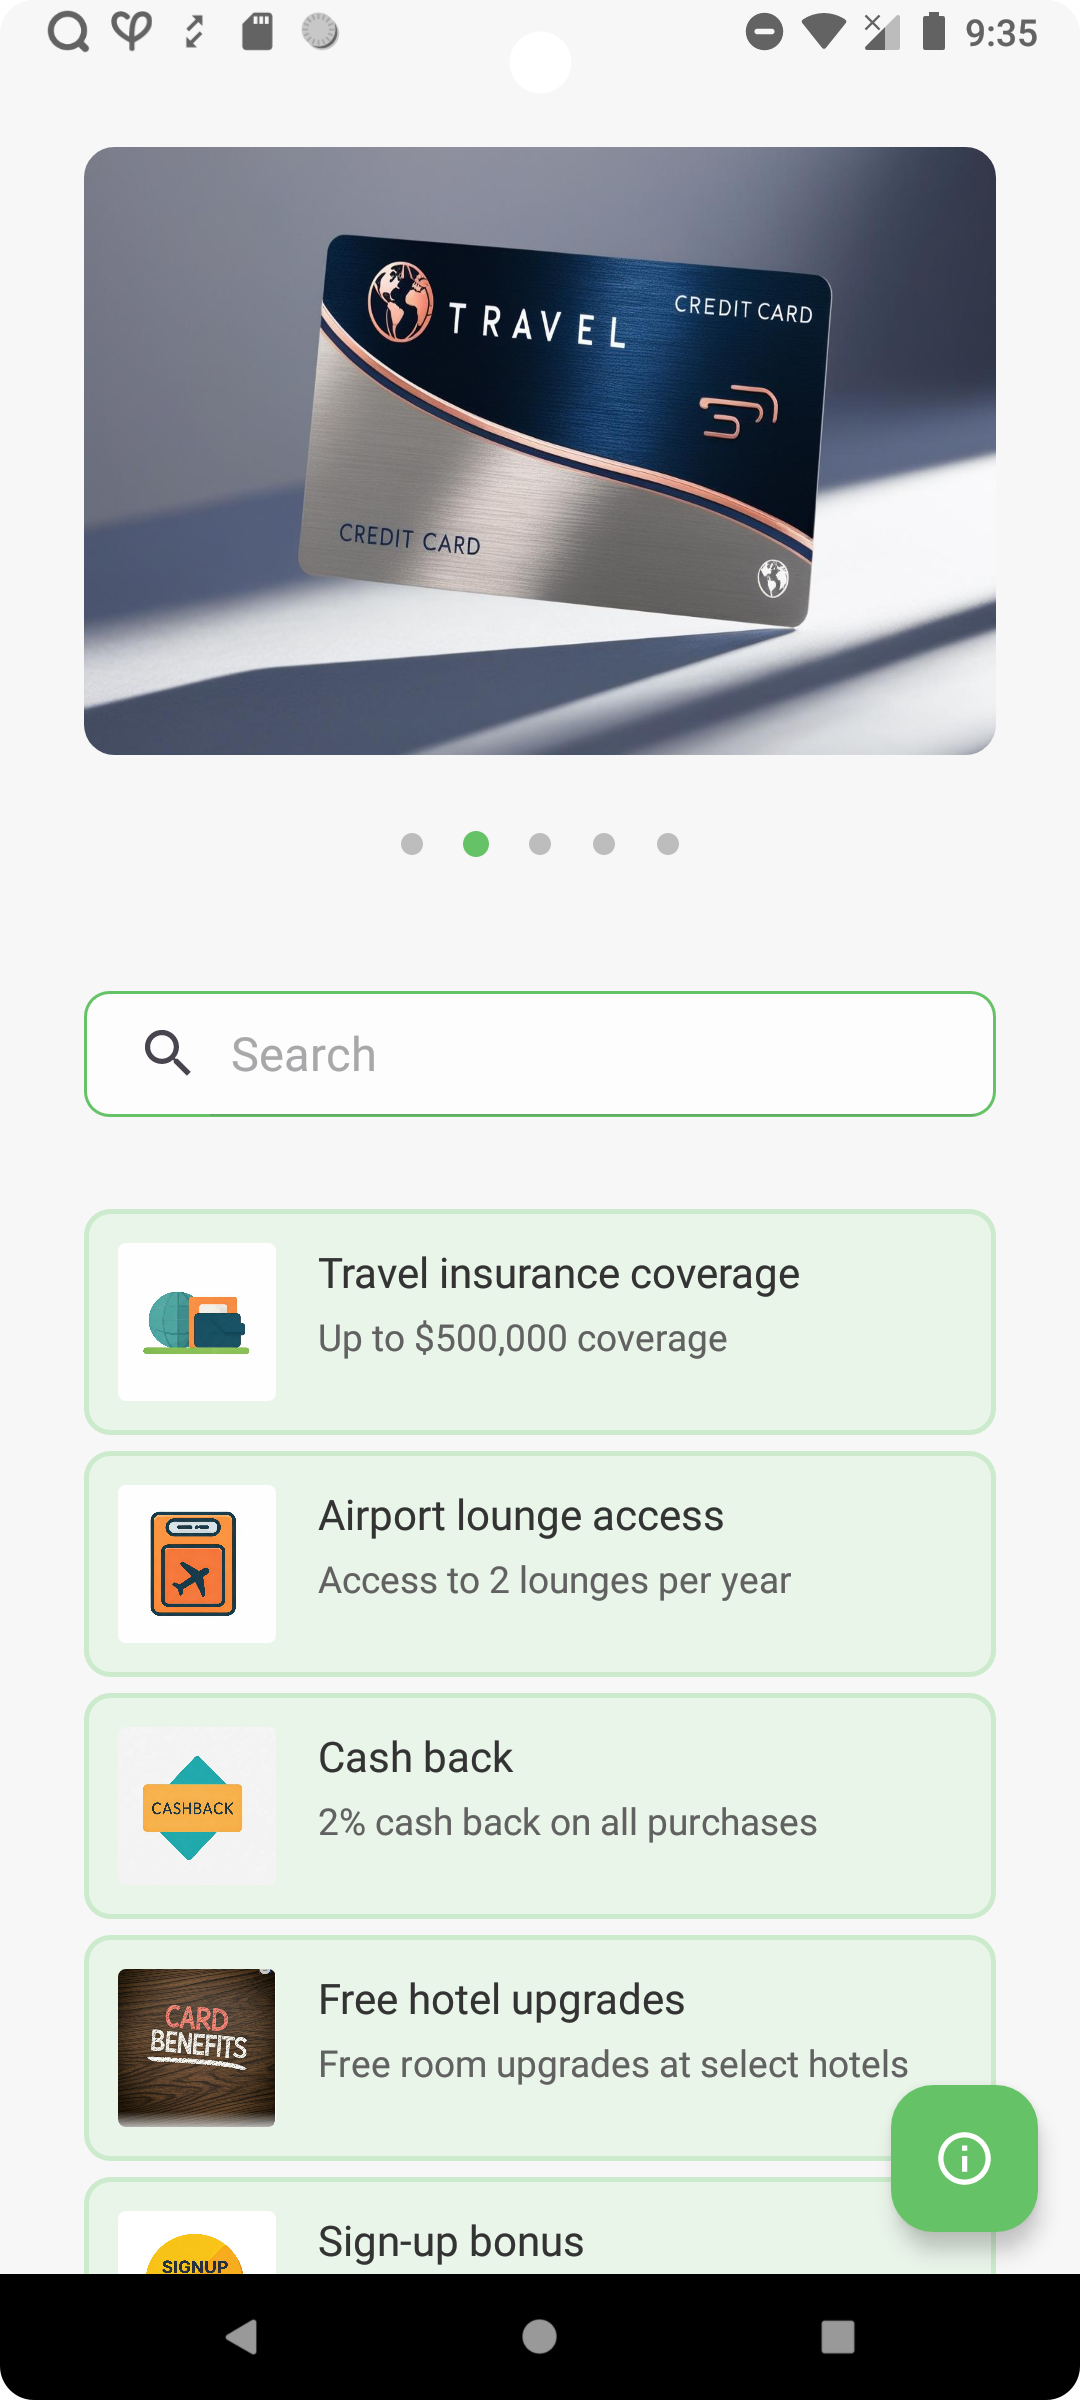 9:35
TRAVEL
CREDIT CARD
CREDIT CARD
Search
Travel insurance coverage
Up to $500,000 coverage
Airport lounge access
Access to 2 lounges per year
CASHBACK
Cash back
2% cash back on all purchases
CARD
BENEFITS
Free hotel upgrades
Free room upgrades at select hotels
SIGNUP
Sign-up bonus